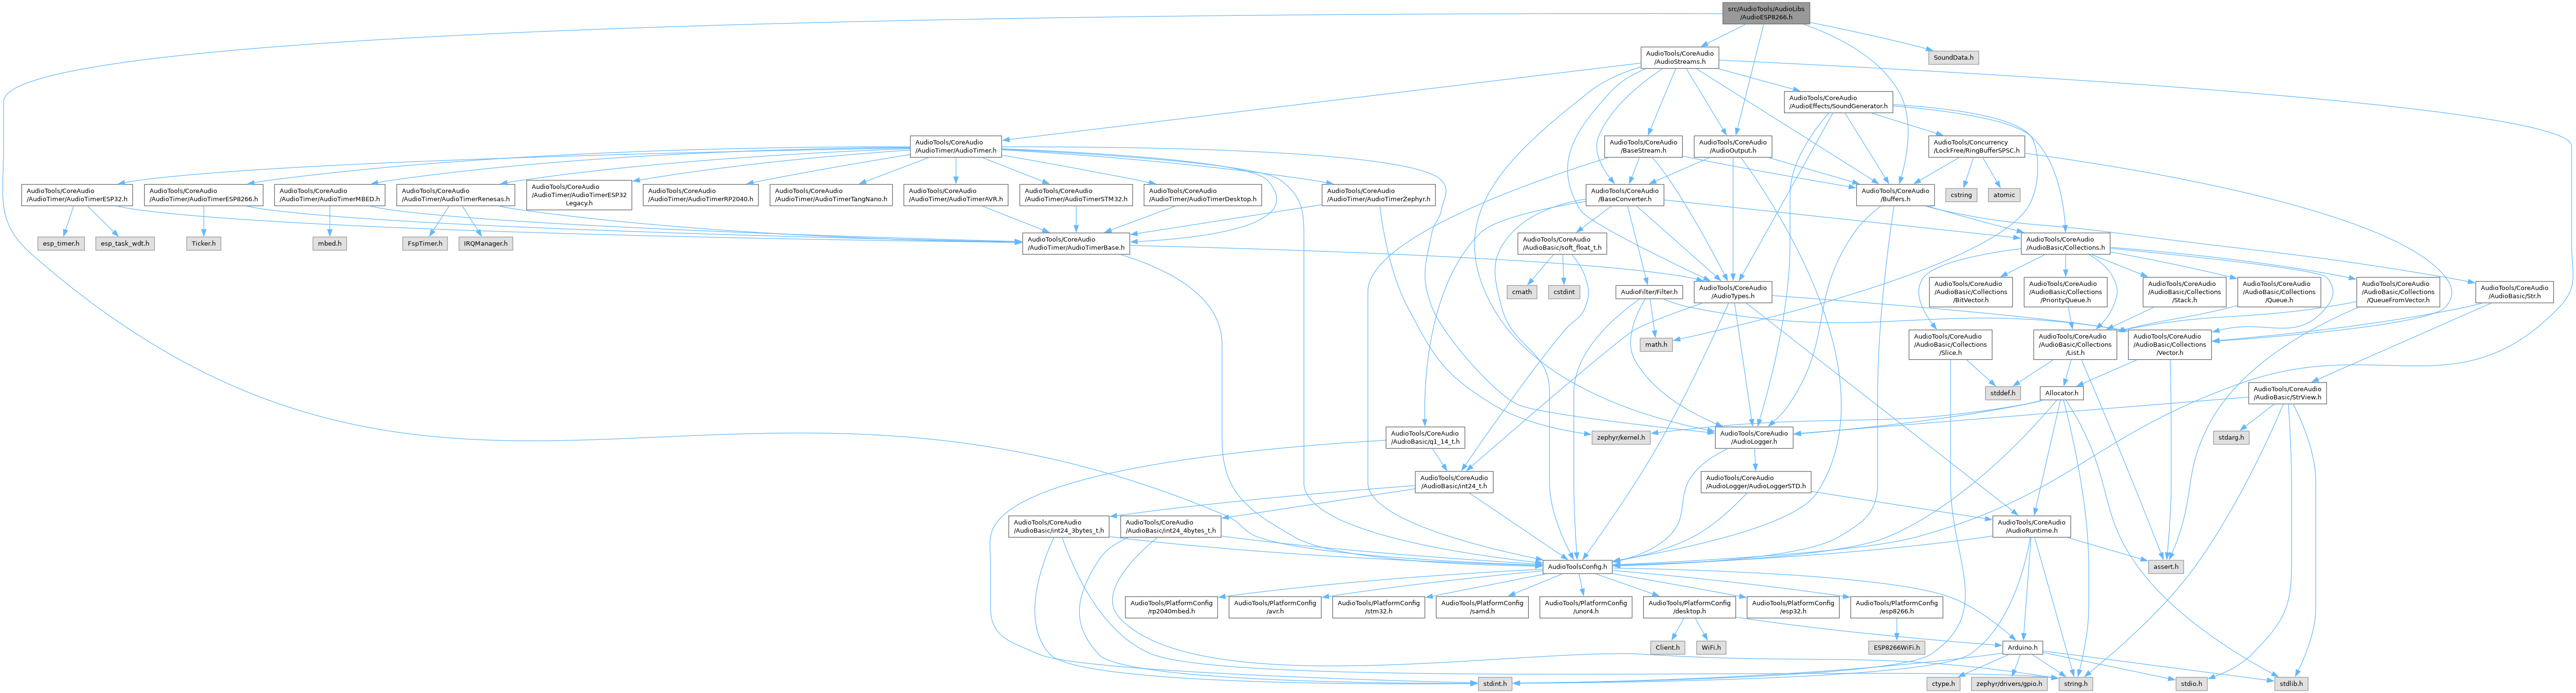 src/AudioTools/AudioLibs
/AudioESP8266.h
AudioTools/CoreAudio
/AudioStreams.h
SoundData.h
AudioTools/CoreAudio
/AudioEffects/SoundGenerator.h
AudioTools/CoreAudio
/AudioTimer/AudioTimer.h
AudioTools/CoreAudio
/BaseStream.h
AudioTools/CoreAudio
/AudioOutput.h
AudioTools/Concurrency
/LockFree/RingBufferSPSC.h
AudioTools/CoreAudio
/AudioTimer/AudioTimerESP32.h
AudioTools/CoreAudio
/AudioTimer/AudioTimerESP8266.h
AudioTools/CoreAudio
/AudioTimer/AudioTimerMBED.h
AudioTools/CoreAudio
/AudioTimer/AudioTimerRenesas.h
AudioTools/CoreAudio
/AudioTimer/AudioTimerESP32
Legacy.h
AudioTools/CoreAudio
/AudioTimer/AudioTimerRP2040.h
AudioTools/CoreAudio
/AudioTimer/AudioTimerTangNano.h
AudioTools/CoreAudio
/AudioTimer/AudioTimerAVR.h
AudioTools/CoreAudio
/AudioTimer/AudioTimerSTM32.h
AudioTools/CoreAudio
/AudioTimer/AudioTimerDesktop.h
AudioTools/CoreAudio
/AudioTimer/AudioTimerZephyr.h
AudioTools/CoreAudio
/BaseConverter.h
AudioTools/CoreAudio
/Buffers.h
cstring
atomic
esp_timer.h
esp_task_wdt.h
Ticker.h
mbed.h
FspTimer.h
IRQManager.h
AudioTools/CoreAudio
/AudioTimer/AudioTimerBase.h
AudioTools/CoreAudio
/AudioBasic/soft_float_t.h
AudioTools/CoreAudio
/AudioBasic/Collections.h
cmath
cstdint
AudioFilter/Filter.h
AudioTools/CoreAudio
/AudioTypes.h
AudioTools/CoreAudio
/AudioBasic/Collections
/BitVector.h
AudioTools/CoreAudio
/AudioBasic/Collections
/PriorityQueue.h
AudioTools/CoreAudio
/AudioBasic/Collections
/Stack.h
AudioTools/CoreAudio
/AudioBasic/Collections
/Queue.h
AudioTools/CoreAudio
/AudioBasic/Collections
/QueueFromVector.h
AudioTools/CoreAudio
/AudioBasic/Str.h
math.h
AudioTools/CoreAudio
/AudioBasic/Collections
/Slice.h
AudioTools/CoreAudio
/AudioBasic/Collections
/List.h
AudioTools/CoreAudio
/AudioBasic/Collections
/Vector.h
stddef.h
Allocator.h
AudioTools/CoreAudio
/AudioBasic/StrView.h
AudioTools/CoreAudio
/AudioBasic/q1_14_t.h
zephyr/kernel.h
AudioTools/CoreAudio
/AudioLogger.h
stdarg.h
AudioTools/CoreAudio
/AudioBasic/int24_t.h
AudioTools/CoreAudio
/AudioLogger/AudioLoggerSTD.h
AudioTools/CoreAudio
/AudioBasic/int24_3bytes_t.h
AudioTools/CoreAudio
/AudioBasic/int24_4bytes_t.h
AudioTools/CoreAudio
/AudioRuntime.h
AudioToolsConfig.h
assert.h
AudioTools/PlatformConfig
/rp2040mbed.h
AudioTools/PlatformConfig
/avr.h
AudioTools/PlatformConfig
/stm32.h
AudioTools/PlatformConfig
/samd.h
AudioTools/PlatformConfig
/unor4.h
AudioTools/PlatformConfig
/desktop.h
AudioTools/PlatformConfig
/esp32.h
AudioTools/PlatformConfig
/esp8266.h
Client.h
WiFi.h
ESP8266WiFi.h
Arduino.h
stdint.h
ctype.h
zephyr/drivers/gpio.h
string.h
stdio.h
stdlib.h